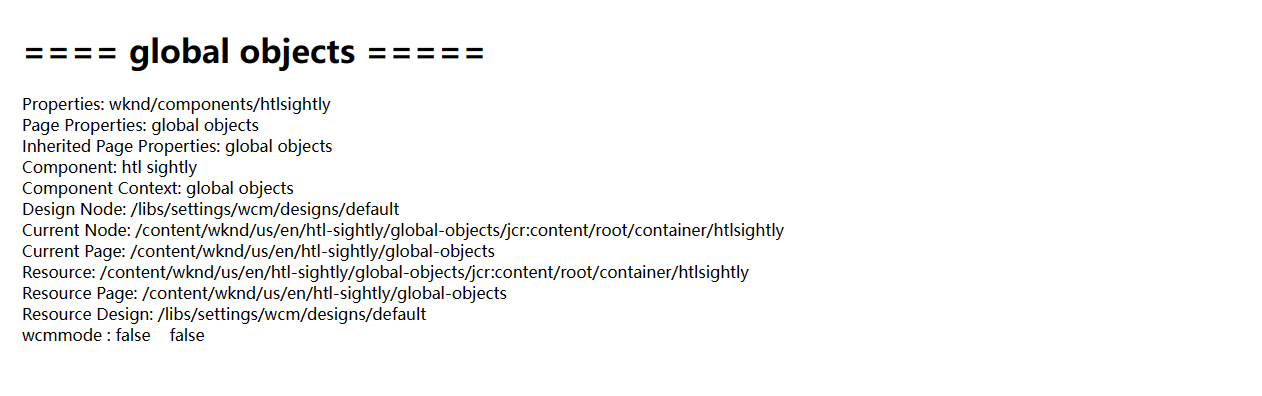 ==== global objects =====
Properties: wknd/components/htlsightly
Page Properties: global objects
Inherited Page Properties: global objects
Component: htl sightly
Component Context: global objects
Design Node: /libs/settings/wcm/designs/default
Current Node: /content/wknd/us/en/htl-sightly/global-objects/jcr:content/root/container/htlsightly
Current Page: /content/wknd/us/en/htl-sightly/global-objects
Resource: /content/wknd/us/en/htl-sightly/global-objects/jcr:content/root/container/htlsightly
Resource Page: /content/wknd/us/en/htl-sightly/global-objects
Resource Design: /libs/settings/wcm/designs/default
wcmmode : false    false